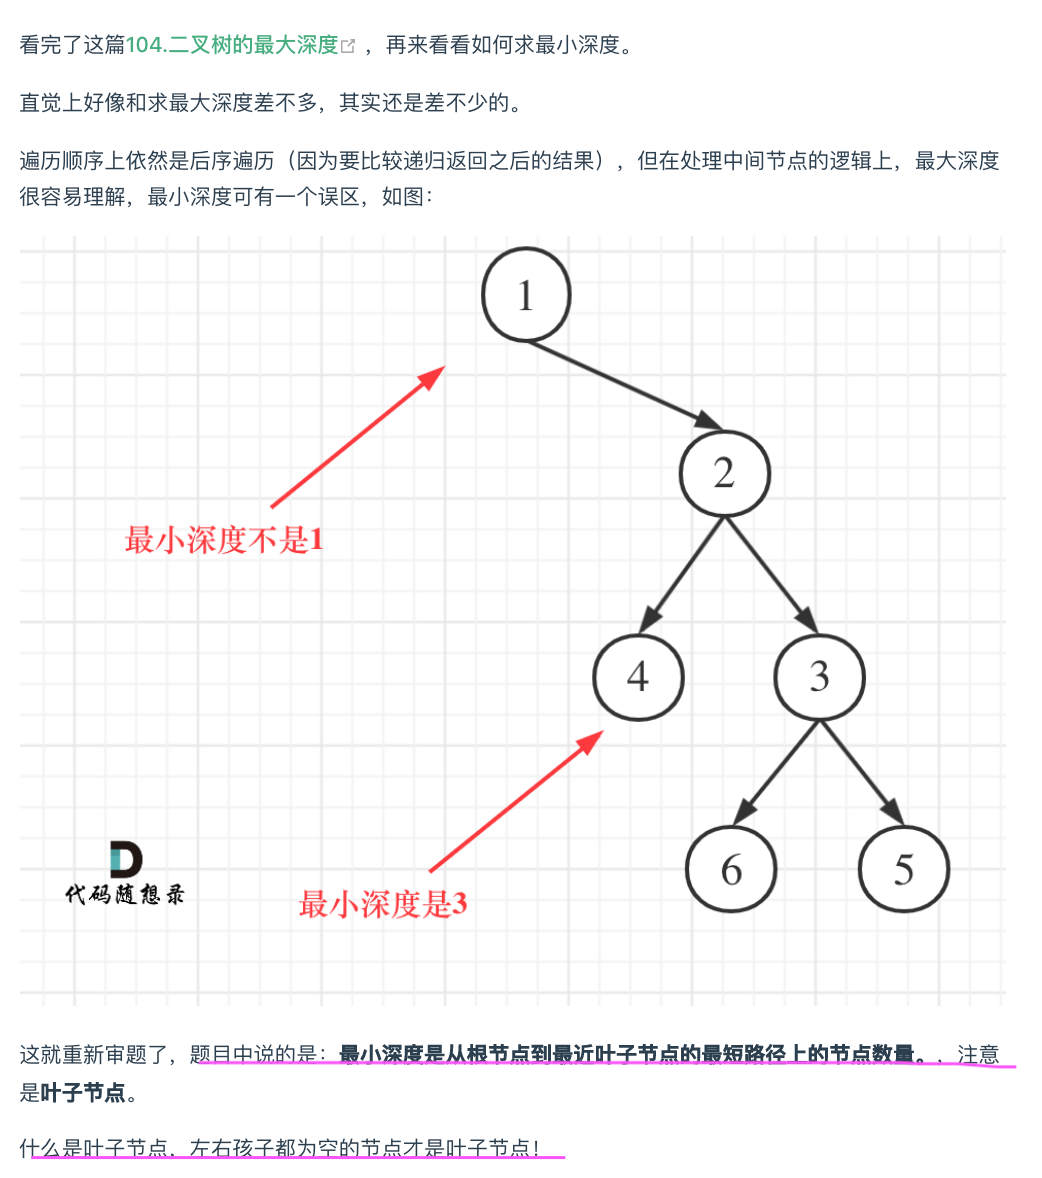 看完了这篇104.二叉树的最大深度 ，再来看看如何求最小深度。
直觉上好像和求最大深度差不多，其实还是差不少的。
遍历顺序上依然是后序遍历（因为要比较递归返回之后的结果），但在处理中间节点的逻辑上，最大深度
很容易理解，最小深度可有一个误区，如图：
1
2
最小深度不是1
4
3
6
5
代码随想录
最小深度是3
这就重新审题了，题目中说的是：最小深度是从根节点到最近叶子节点的最短路径上的节点数量。，注意
是叶子节点。
什么是叶子节点，左右孩子都为空的节点才是叶子节点！